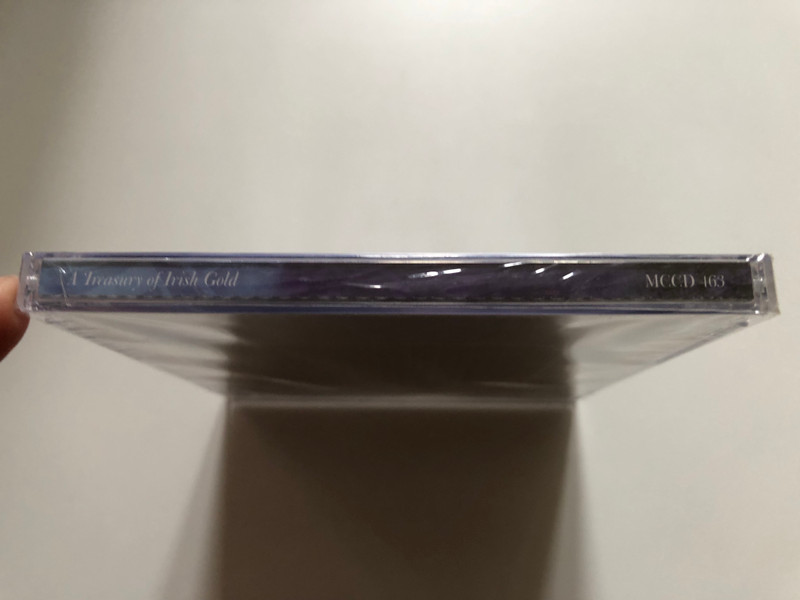 A Treasury of Irish Gold
MCCD 463